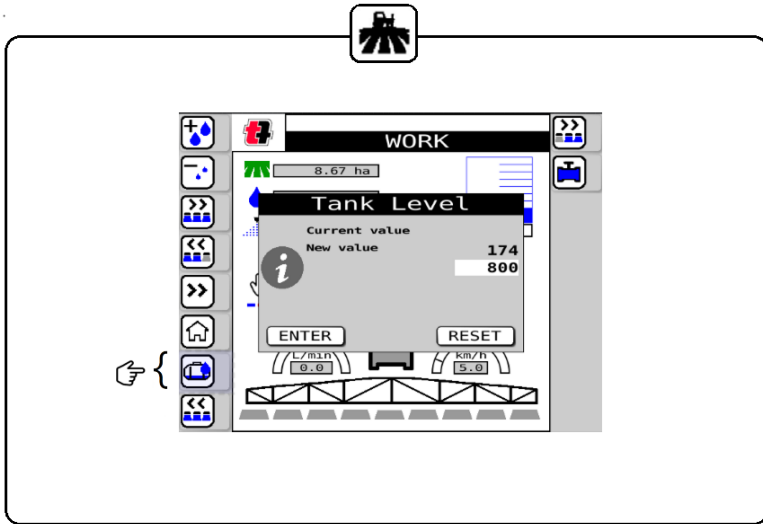 WORK
8.67 ha
Tank Level
Current value
New value
174
800
ENTER
RESET
L/min
km/h
0.0
5.0